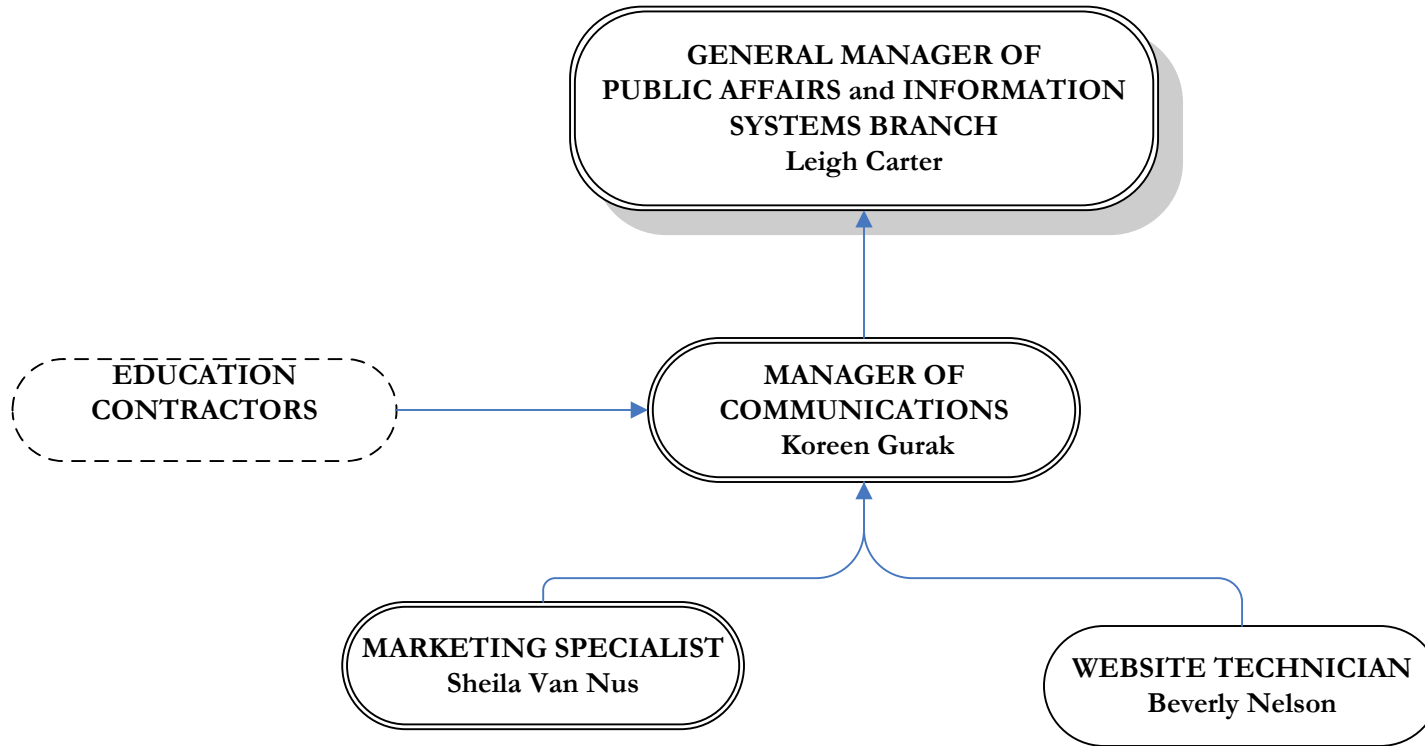 GENERAL MANAGER OF
PUBLIC AFFAIRS and INFORMATION
SYSTEMS BRANCH
Leigh Carter
EDUCATION
CONTRACTORS
MANAGER OF
COMMUNICATIONS
Koreen Gurak
MARKETING SPECIALIST
Sheila Van Nus
WEBSITE TECHNICIAN
Beverly Nelson